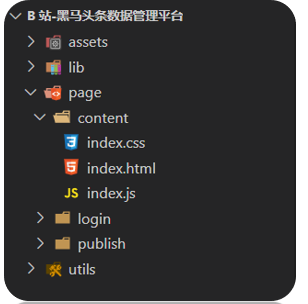 B 站-黑马头条数据管理平台
assets
lib
page
content
index.css
index.html
JS index.js
login
publish
utils